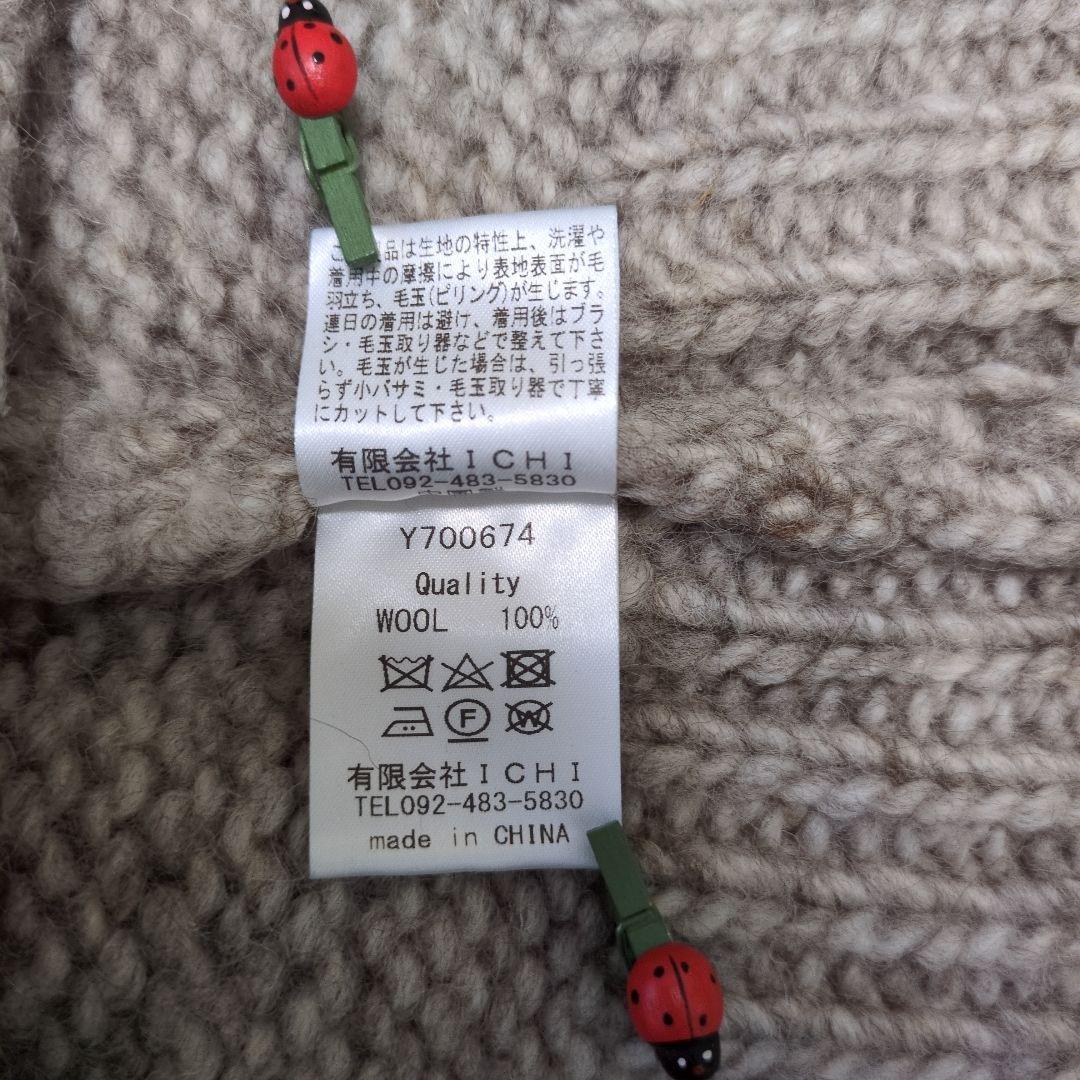 こ 品は生地の特性上、洗濯や
着用中の摩擦により表地表面が毛
羽立ち、毛玉(ピリング)が生じます。
連日の着用は避け、着用後はブラ
シ・毛玉取り器などで整えて下さ
い。毛玉が生じた場合は、引っ張
らず小バサミ・毛玉取り器で丁寧
にカットして下さい。
有限会社ICHI
TEL092-483-5830
Y700674
Quality
WOOL 100%
F
W
有限会社ICHI
TEL092-483-5830
made in CHINA